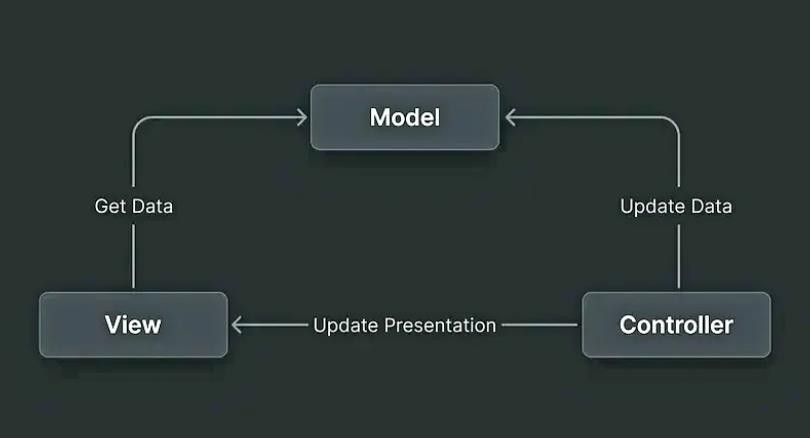 Model
Get Data
Update Data
View
Update Presentation
Controller